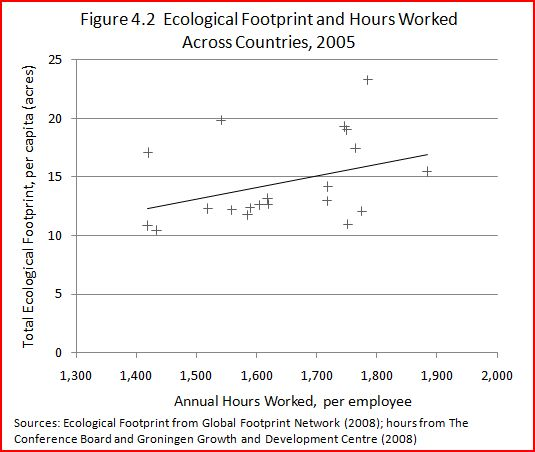 Figure 4.2 Ecological Footprint and Hours Worked
Across Countries, 2005
Total Ecological Footprint, per capita (acres)
25
20
15
10
5
0
1,300 1,400 1,500 1,600 1,700 1,800 1,900 2,000
Annual Hours Worked, per employee
Sources: Ecological Footprint from Global Footprint Network (2008); hours from The
Conference Board and Groningen Growth and Development Centre (2008)